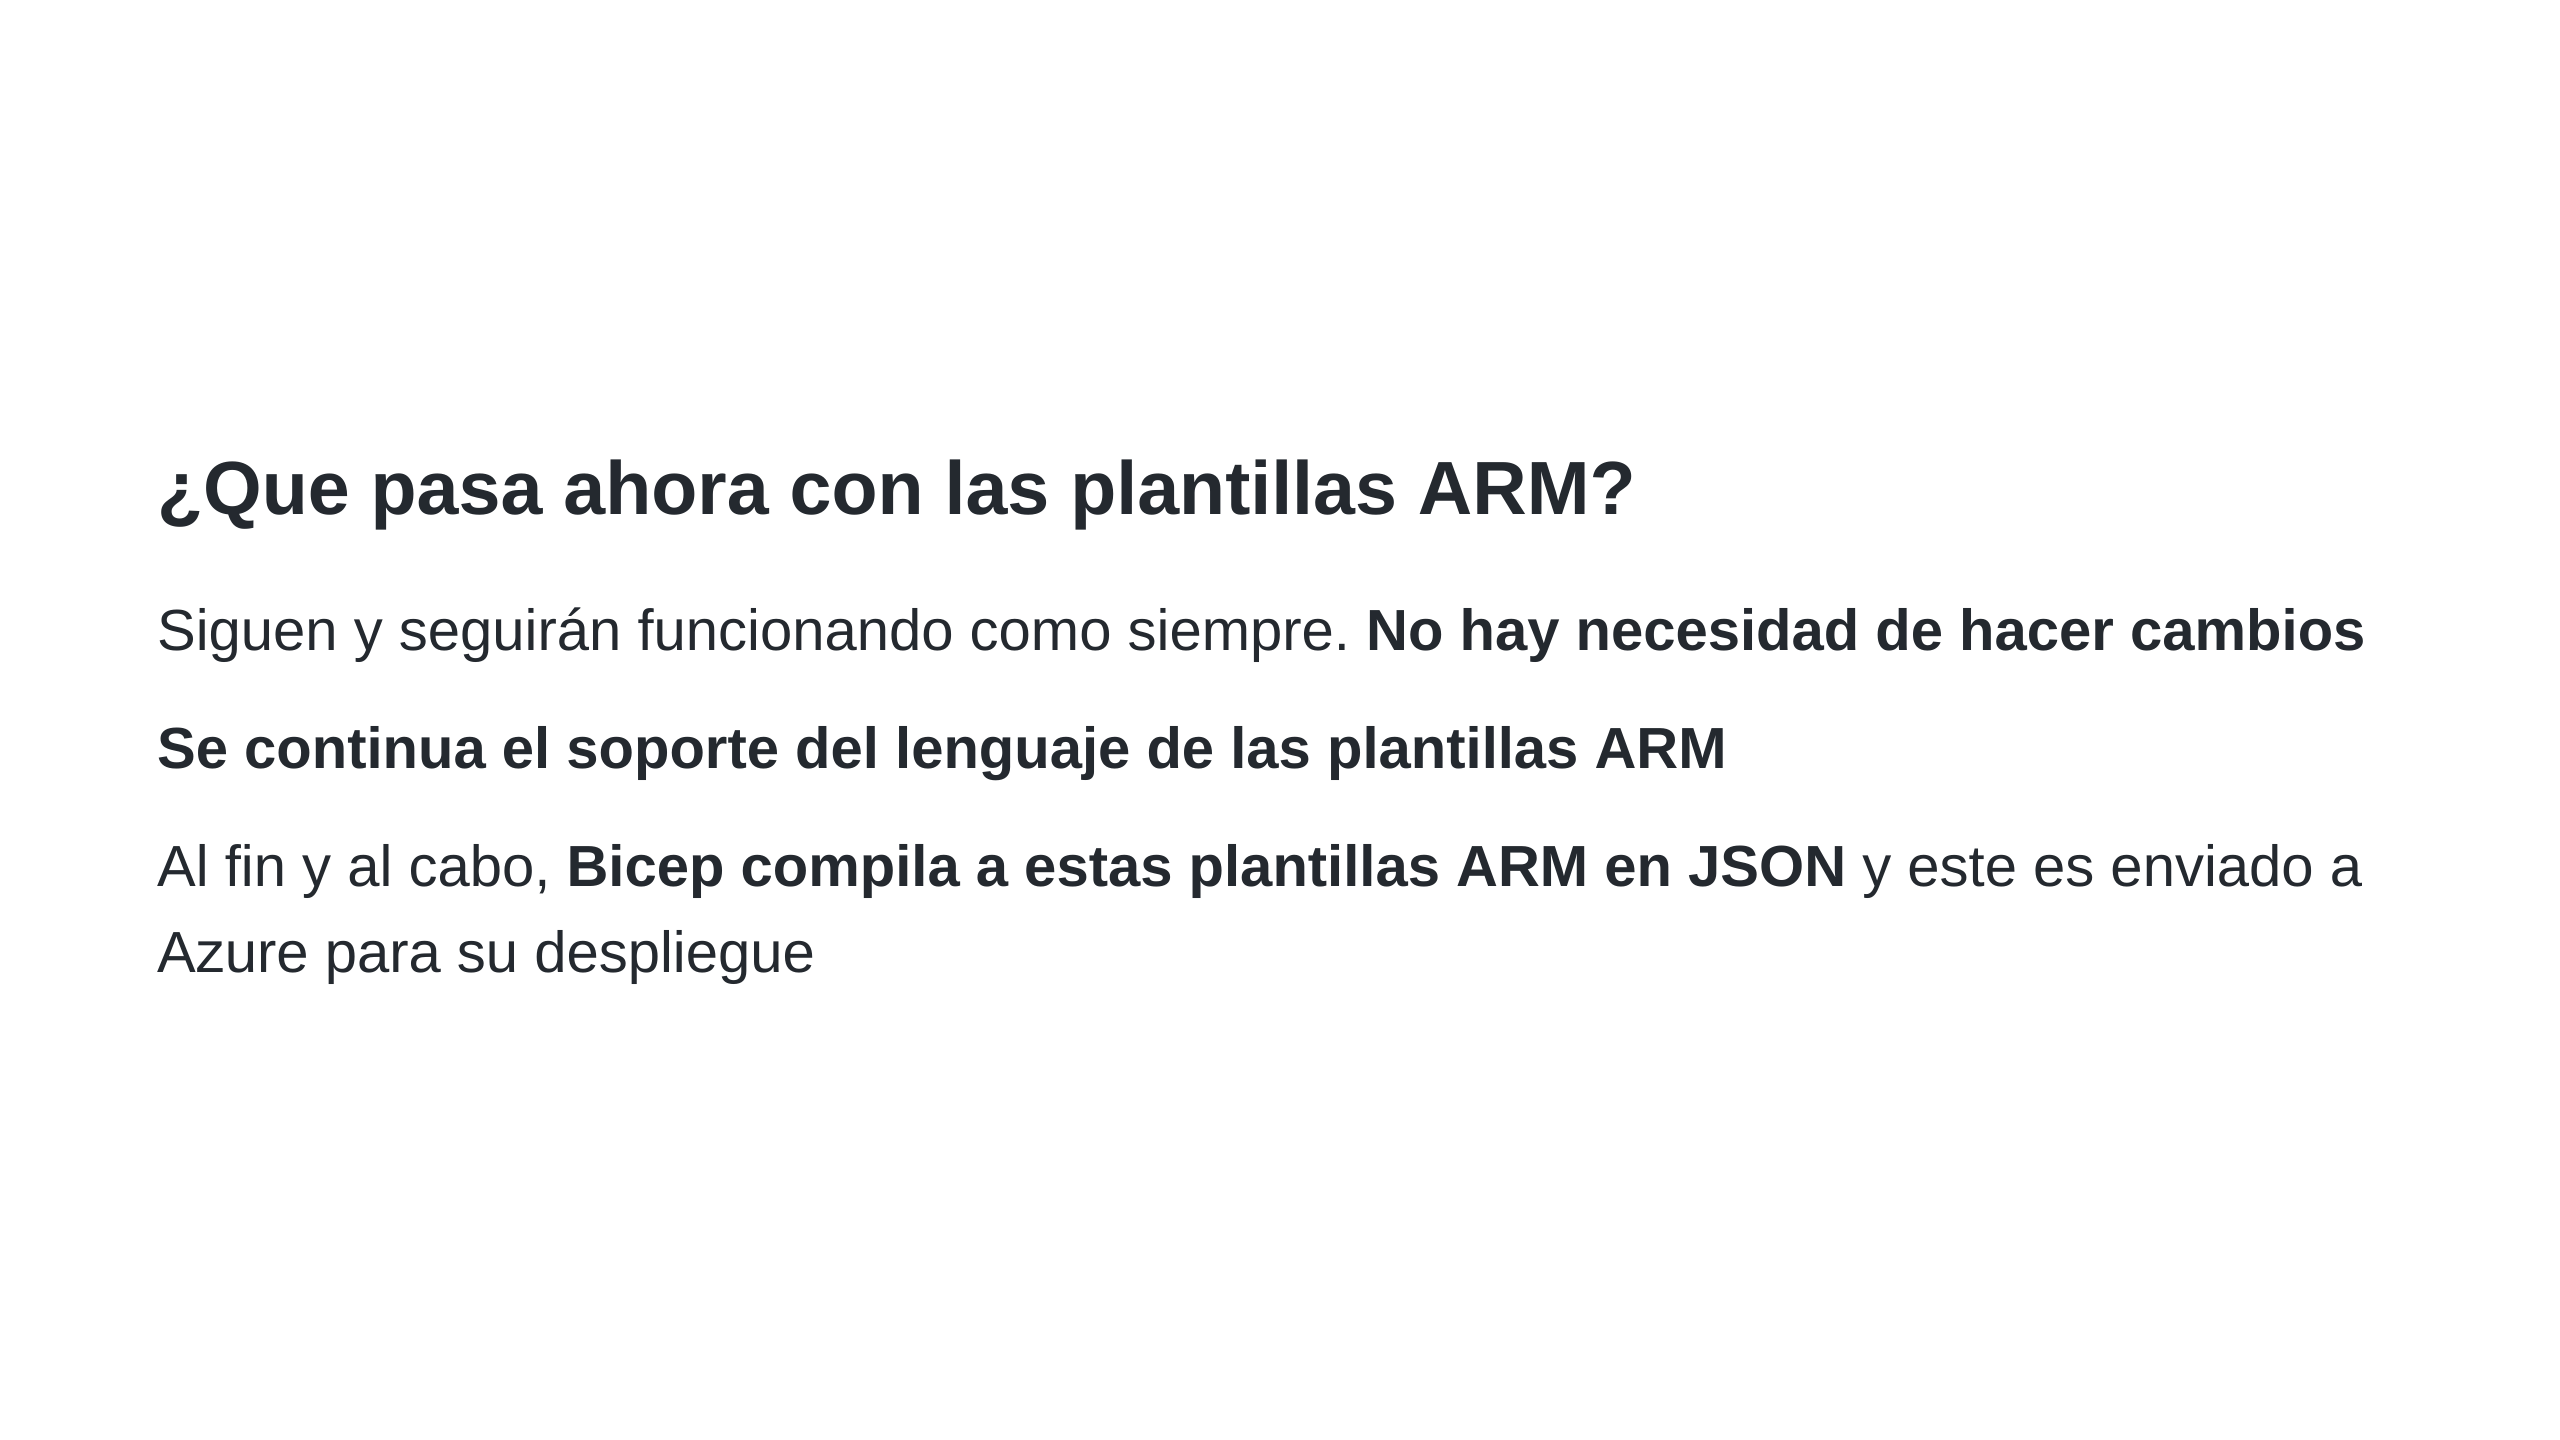 ¿Que pasa ahora con las plantillas ARM?
Siguen y seguirán funcionando como siempre. No hay necesidad de hacer cambios
Se continua el soporte del lenguaje de las plantillas ARM
Al fin y al cabo, Bicep compila a estas plantillas ARM en JSON y este es enviado a
Azure para su despliegue